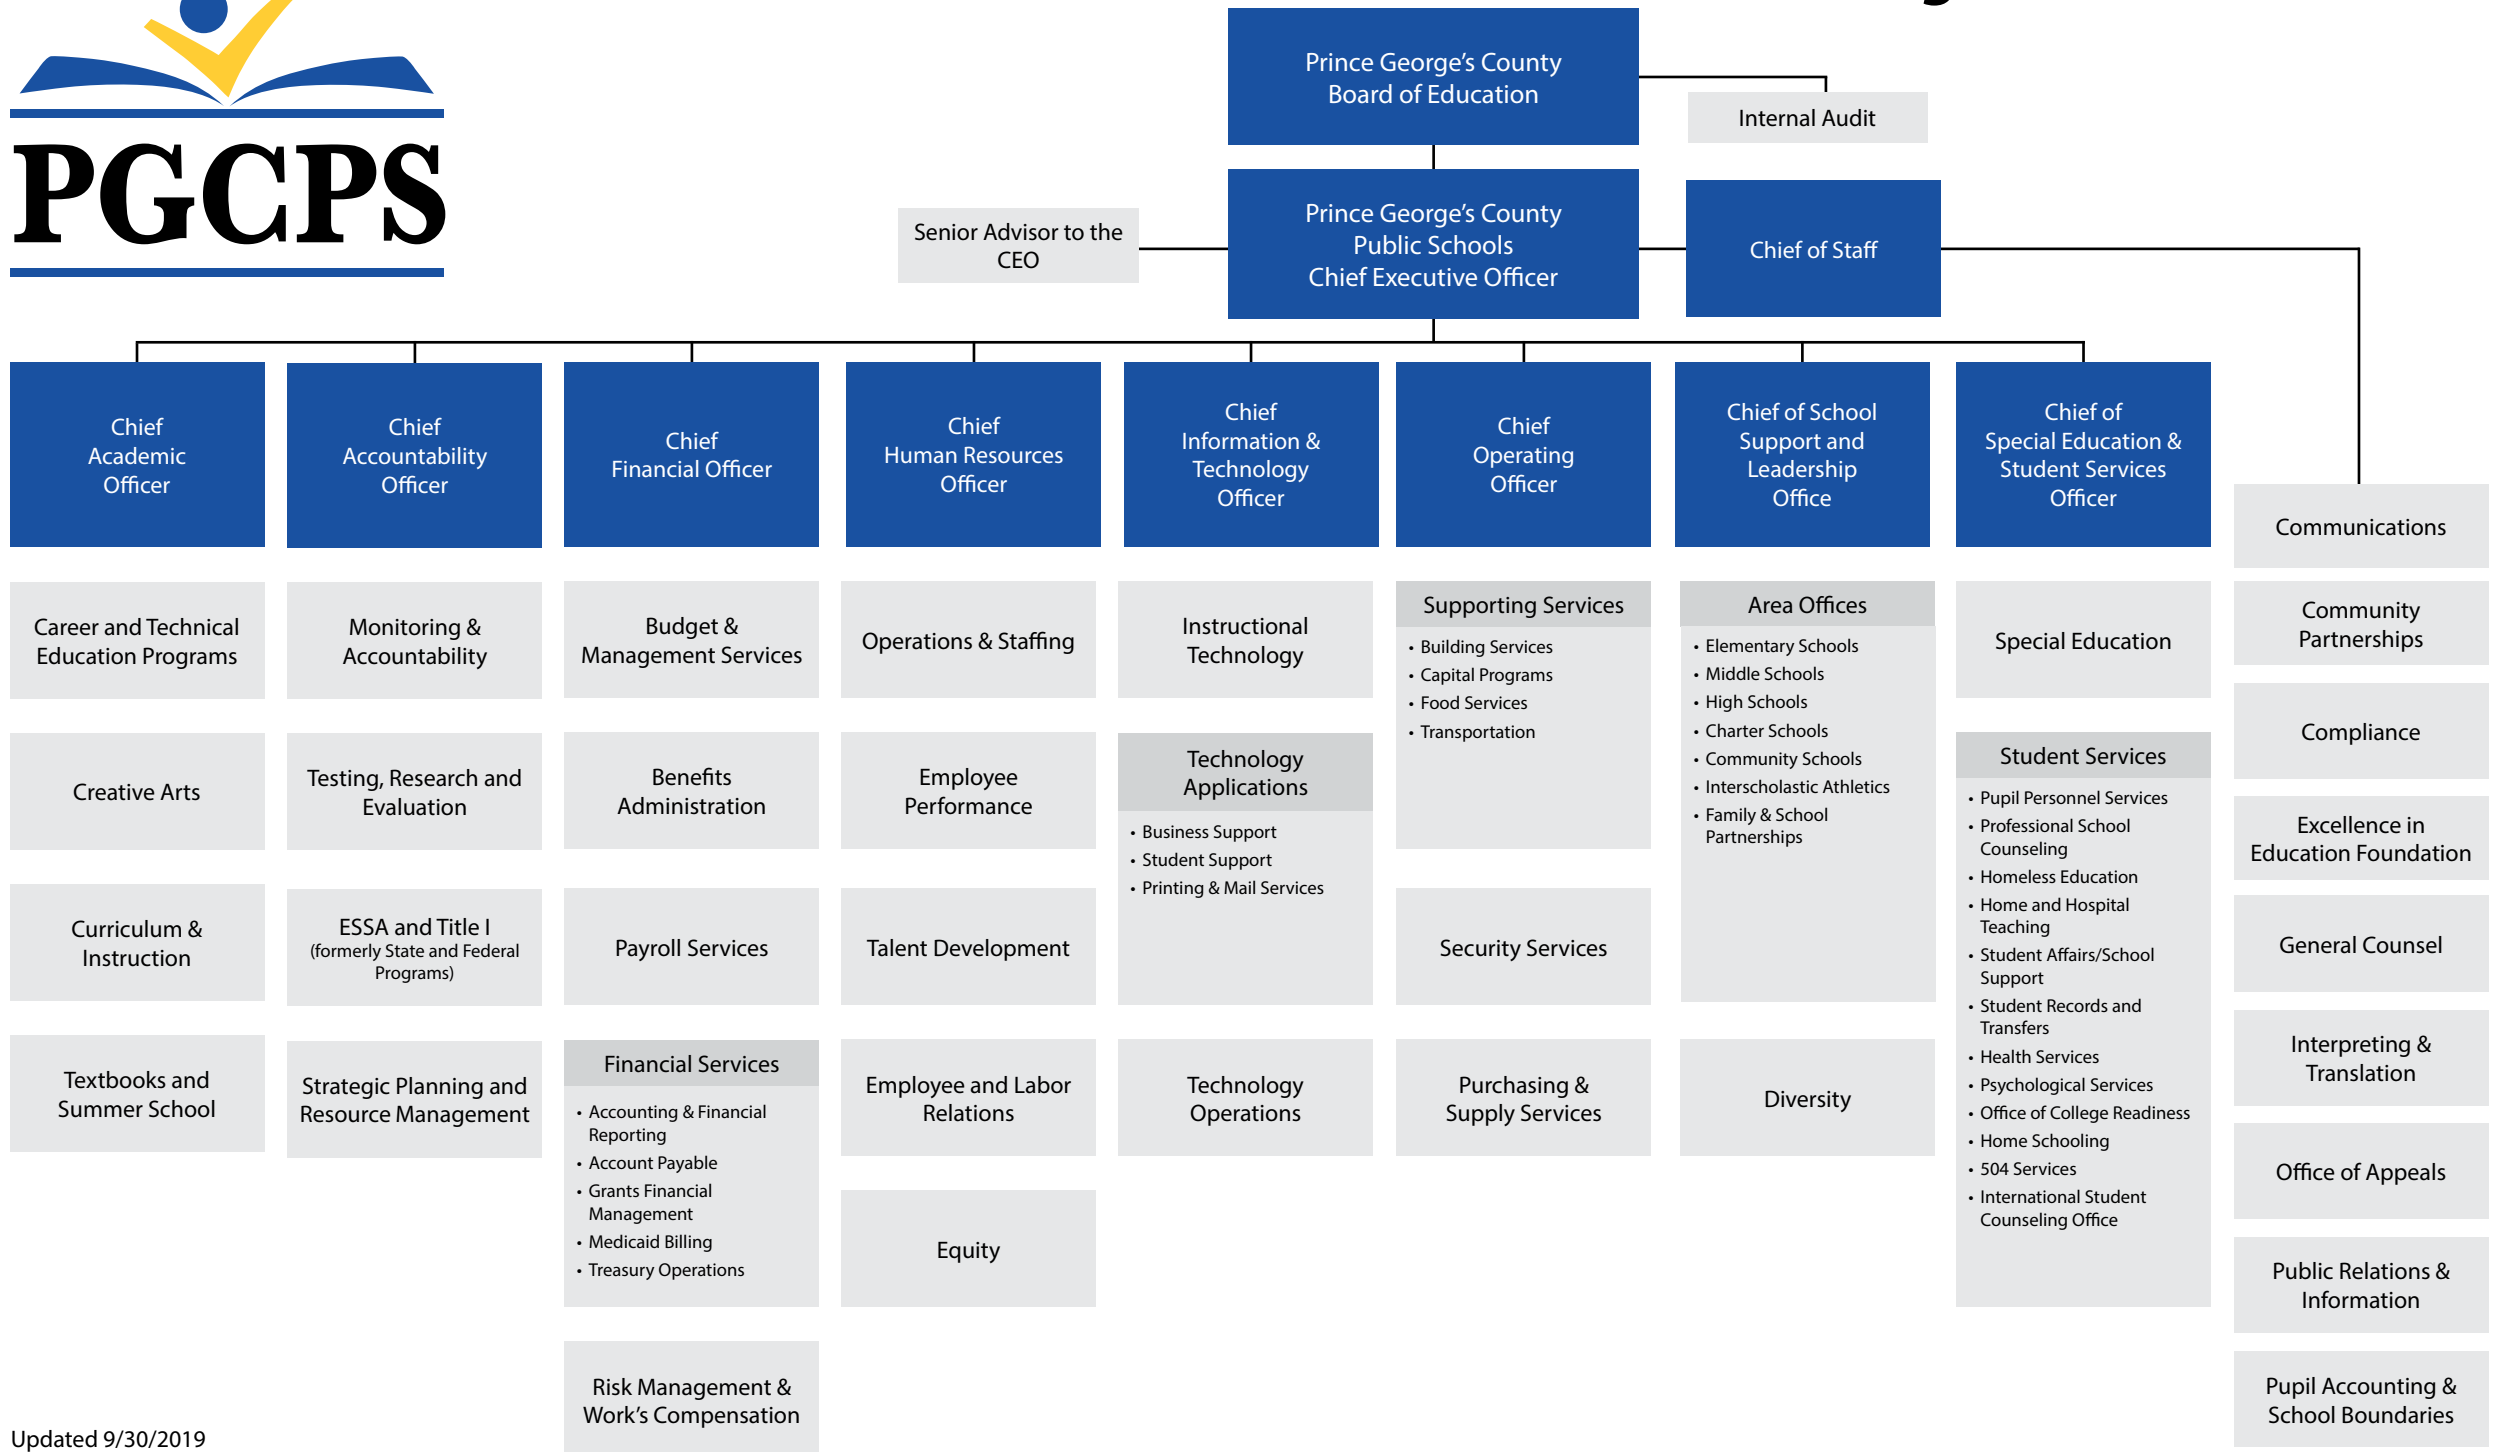 PGCPS
Prince George's County
Board of Education
Internal Audit
Senior Advisor to the
CEO
Prince George's County
Public Schools
Chief Executive Officer
Chief of Staff
Chief
Academic
Officer
Career and Technical
Education Programs
Creative Arts
Curriculum &
Instruction
Textbooks and
Summer School
Chief
Accountability
Officer
Monitoring &
Accountability
Testing, Research and
Evaluation
ESSA and Title I
(formerly State and Federal
Programs)
Strategic Planning and
Resource Management
Chief
Financial Officer
Budget &
Management Services
Benefits
Administration
Payroll Services
Financial Services
• Accounting & Financial
Reporting
• Account Payable
• Grants Financial
Management
• Medicaid Billing
• Treasury Operations
Risk Management &
Work's Compensation
Chief
Human Resources
Officer
Operations & Staffing
Employee
Performance
Talent Development
Employee and Labor
Relations
Equity
Chief
Information &
Technology
Officer
Instructional
Technology
Technology
Applications
• Business Support
• Student Support
• Printing & Mail Services
Technology
Operations
Chief
Operating
Officer
Supporting Services
• Building Services
• Capital Programs
• Food Services
• Transportation
Security Services
Purchasing &
Supply Services
Chief of School
Support and
Leadership
Office
Area Offices
• Elementary Schools
• Middle Schools
• High Schools
• Charter Schools
• Community Schools
• Interscholastic Athletics
• Family & School
Partnerships
Diversity
Chief of
Special Education &
Student Services
Officer
Special Education
Student Services
• Pupil Personnel Services
• Professional School
Counseling
• Homeless Education
• Home and Hospital
Teaching
• Student Affairs/School
Support
• Student Records and
Transfers
• Health Services
• Psychological Services
• Office of College Readiness
• Home Schooling
• 504 Services
• International Student
Counseling Office
Communications
Community
Partnerships
Compliance
Excellence in
Education Foundation
General Counsel
Interpreting &
Translation
Office of Appeals
Public Relations &
Information
Pupil Accounting &
School Boundaries
Updated 9/30/2019